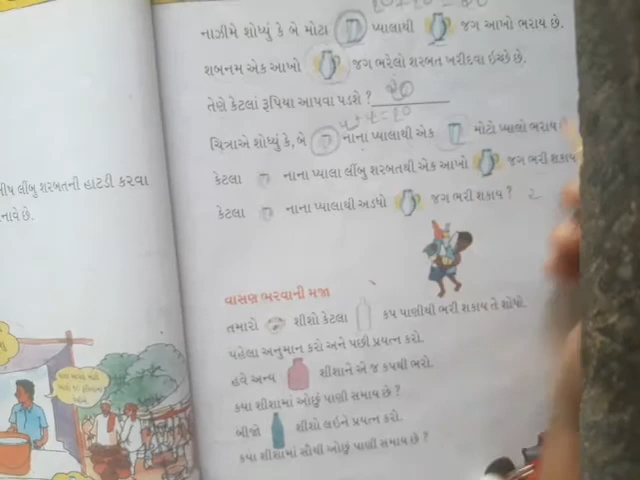 નાઝીમે શોધ્યું કે બે મોટા પ્યાલાથી જગ આખો ભરાય છે.
શબનમ એક આખો જગ ભરેલો શરબત ખરીદવા ઇચ્છે છે.
તેણે કેટલાં રૂપિયા આપવા પડશે ?
ચિત્રાએ શોધ્યું કે, બે નાના પ્યાલાથી એક મોટો પ્યાલો ભરાય
કેટલા નાના પ્યાલા લીંબુ શરબતથી એક આખો જગ ભરી શકાય
કેટલા નાના પ્યાલાથી અડધો જગ ભરી શકાય ? 2
લીંબુ શરબતની હાટડી કરવા
નાવે છે.
વાસણ ભરવાની મજા
તમારો શીશો કેટલા કપ પાણીથી ભરી શકાય તે શોધો.
પહેલા અનુમાન કરો અને પછી પ્રયત્ન કરો.
હવે અન્ય શીશાને એ જ કપથી ભરો.
કયા શીશામાં ઓછું પાણી સમાય છે ?
બીજો શીશો લઇને પ્રયત્ન કરો.
કયા શીશામાં સૌથી ઓછું પાણી સમાય છે ?